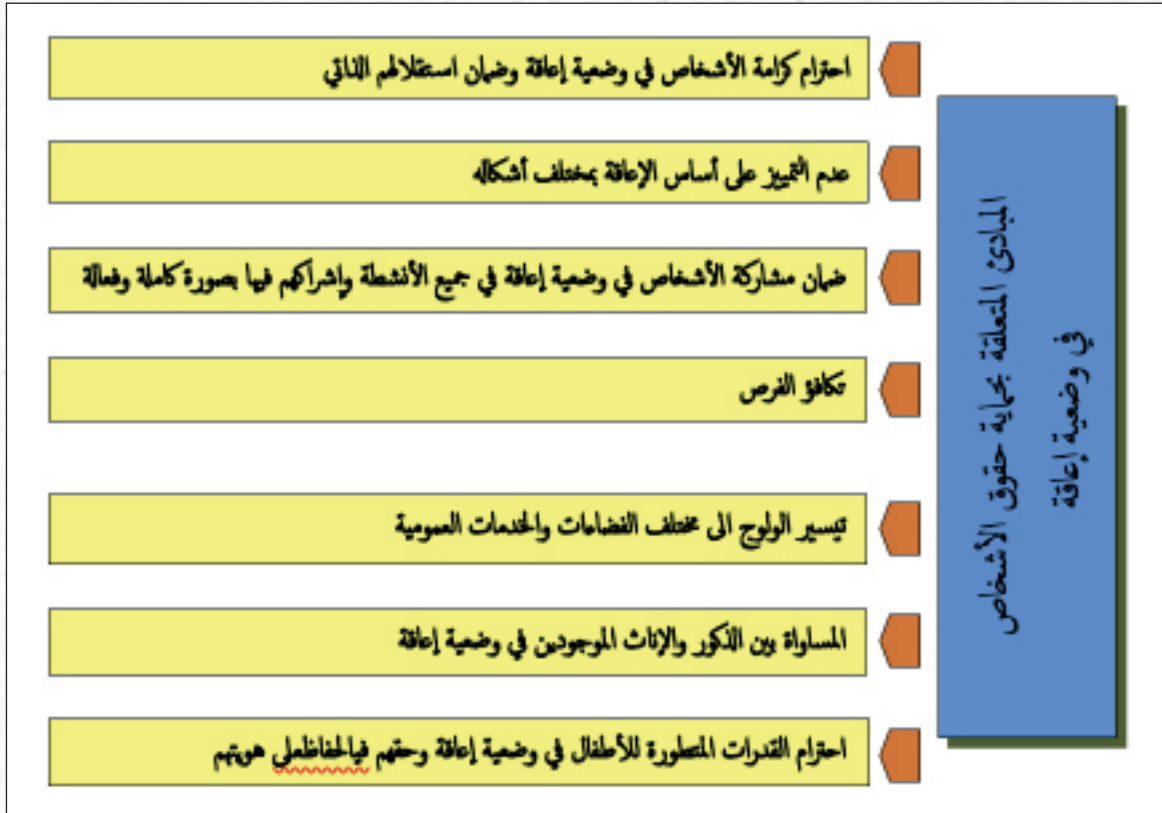 المبادئ المتعلقة بحماية حقوق الأشخاص
في وضعية إعاقة
احترام كرامة الأشخاص في وضعية إعاقة وضمان استقلالهم الذاتي
عدم التمييز على أساس الإعاقة بمختلف أشكاله
ضمان مشاركة الأشخاص في وضعية إعاقة في جميع الأنشطة وإشراكهم فيها بصورة كاملة وفعالة
تكافؤ الفرص
تيسير الولوج الى مختلف الفضاءات والخدمات العمومية
المساواة بين الذكور والإناث الموجودين في وضعية إعاقة
احترام القدرات المتطورة للأطفال في وضعية إعاقة وحقهم فيالحفاظعلى هويتهم